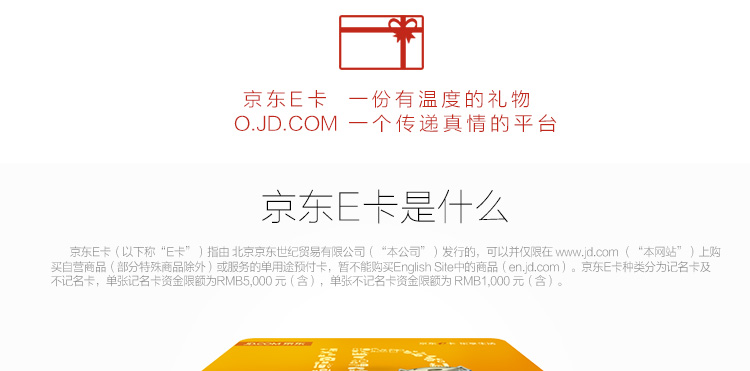 京东E卡 一份有温度的礼物
O.JD.COM 一个传递真情的平台
京东E卡是什么
京东E卡（以下称“E卡”）指由 北京京东世纪贸易有限公司（“本公司”）发行的，可以并仅限在 www.jd.com（“本网站”）上购
买自营商品（部分特殊商品除外）或服务的单用途预付卡，暂不能购买English Site中的商品（en.jd.com）。京东E卡种类分为记名卡及
不记名卡，单张记名卡资金限额为RMB5,000 元（含），单张不记名卡资金限额为 RMB1,000 元（含）。